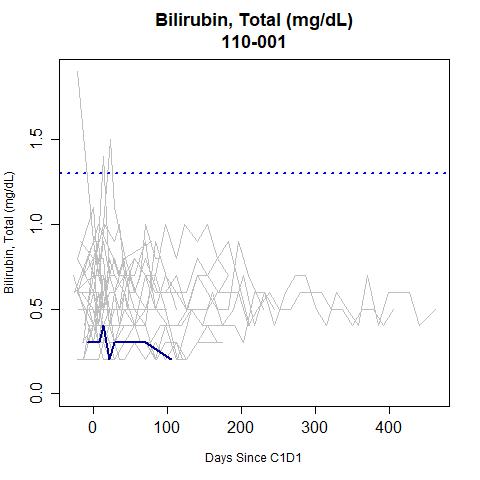 Bilirubin, Total (mg/dL)
110-001
Bilirubin, Total (mg/dL)
1.5
1.0
0.5
0.0
0 100 200 300 400
Days Since C1D1